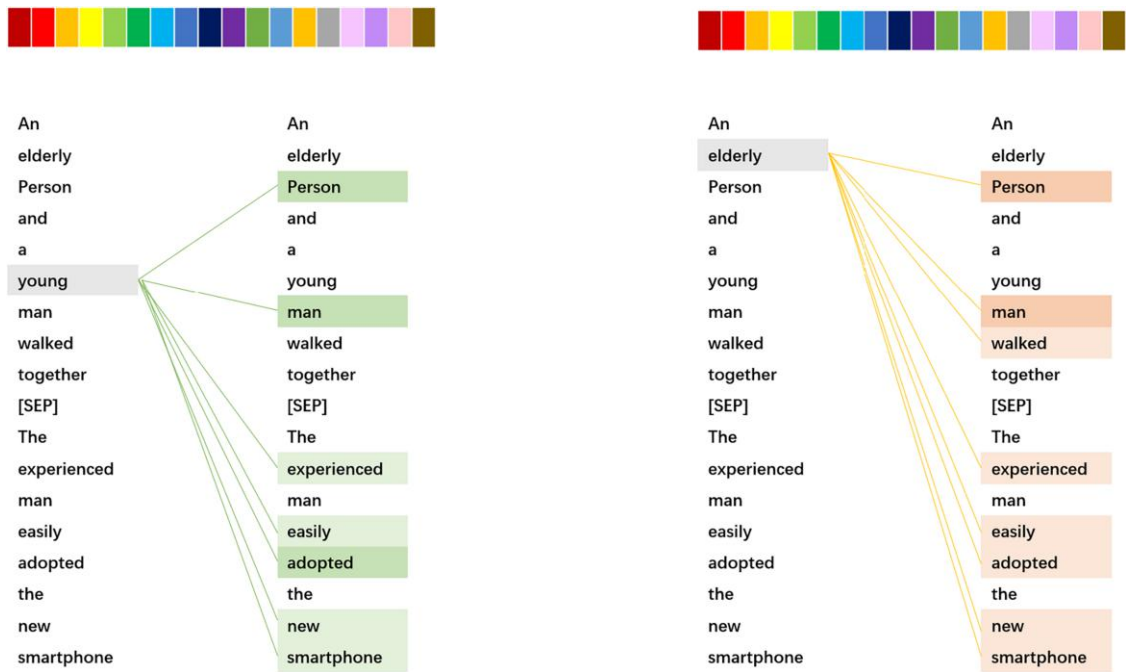 An An
elderly elderly
Person Person
and and
a a
young young
man man
walked walked
together together
[SEP] [SEP]
The The
experienced experienced
man man
easily easily
adopted adopted
the the
new new
smartphone smartphone
An An
elderly elderly
Person Person
and and
a a
young young
man man
walked walked
together together
[SEP] [SEP]
The The
experienced experienced
man man
easily easily
adopted adopted
the the
new new
smartphone smartphone